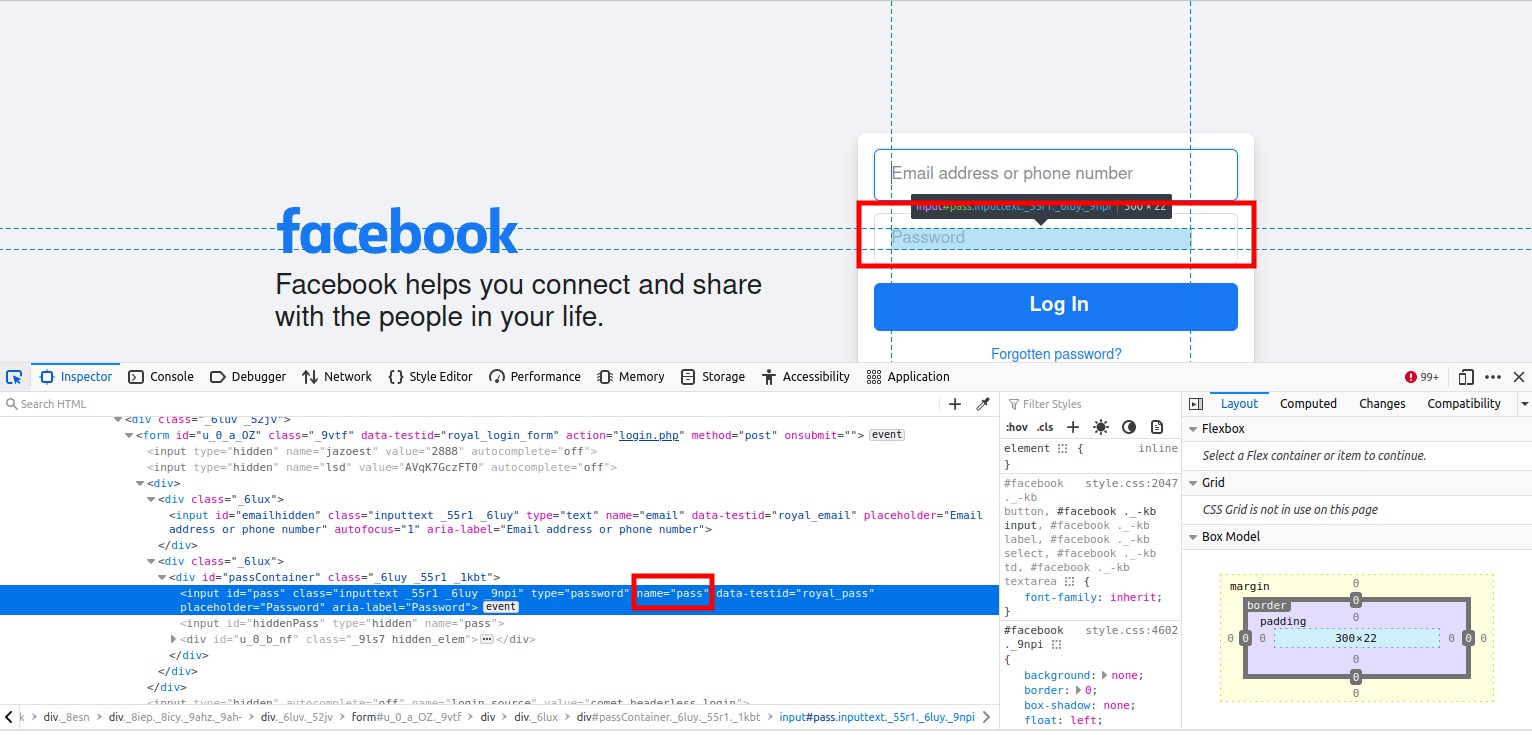 Email address or phone number
input#pass.inputtext._55r1._6luy._9npi | 300 × 22
Password
facebook
Facebook helps you connect and share
with the people in your life.
Log In
Forgotten password?
Inspector Console Debugger Network Style Editor Performance Memory Storage Accessibility Application 99+
Search HTML
<div class="_6luv _52jv">
<form id="u_0_a_OZ" class="_9vtf" data-testid="royal_login_form" action="login.php" method="post" onsubmit=""> event
<input type="hidden" name="jazoest" value="2888" autocomplete="off">
<input type="hidden" name="lsd" value="AVqK7GczFT0" autocomplete="off">
<div>
<div class="_6lux">
<input id="emailhidden" class="inputtext _55r1 _6luy" type="text" name="email" data-testid="royal_email" placeholder="Email
address or phone number" autofocus="1" aria-label="Email address or phone number">
</div>
<div class="_6lux">
<div id="passContainer" class="_6luy _55r1 _1kbt">
<input id="pass" class="inputtext _55r1 _6luy _9npi" type="password" name="pass" data-testid="royal_pass"
placeholder="Password" aria-label="Password"> event
<input id="hiddenPass" type="hidden" name="pass">
<div id="u_0_b_nf" class="_9ls7 hidden_elem"> </div>
</div>
</div>
</div>
<input type="hidden" autocomplete="off" name="login_source" value="comet_headerless_login">
k div._8esn div._8iep._8icy._9ahz._9ah- div._6luv._52jv form#u_0_a_OZ._9vtf div div._6lux div#passContainer._6luy._55r1._1kbt input#pass.inputtext._55r1._6luy._9npi
Filter Styles
:hov .cls
element { inline
}
#facebook style.css:2047
._-kb
button, #facebook ._-kb
input, #facebook ._-kb
label, #facebook ._-kb
select, #facebook ._-kb
td, #facebook ._-kb
textarea {
font-family: inherit;
}
#facebook style.css:4602
._9npi
{
background: none;
border: 0;
box-shadow: none;
float: left;
Layout Computed Changes Compatibility
Flexbox
Select a Flex container or item to continue.
Grid
CSS Grid is not in use on this page
Box Model
margin 0
border 0
padding 0
0 0 0 300×22 0 0 0
0
0
0